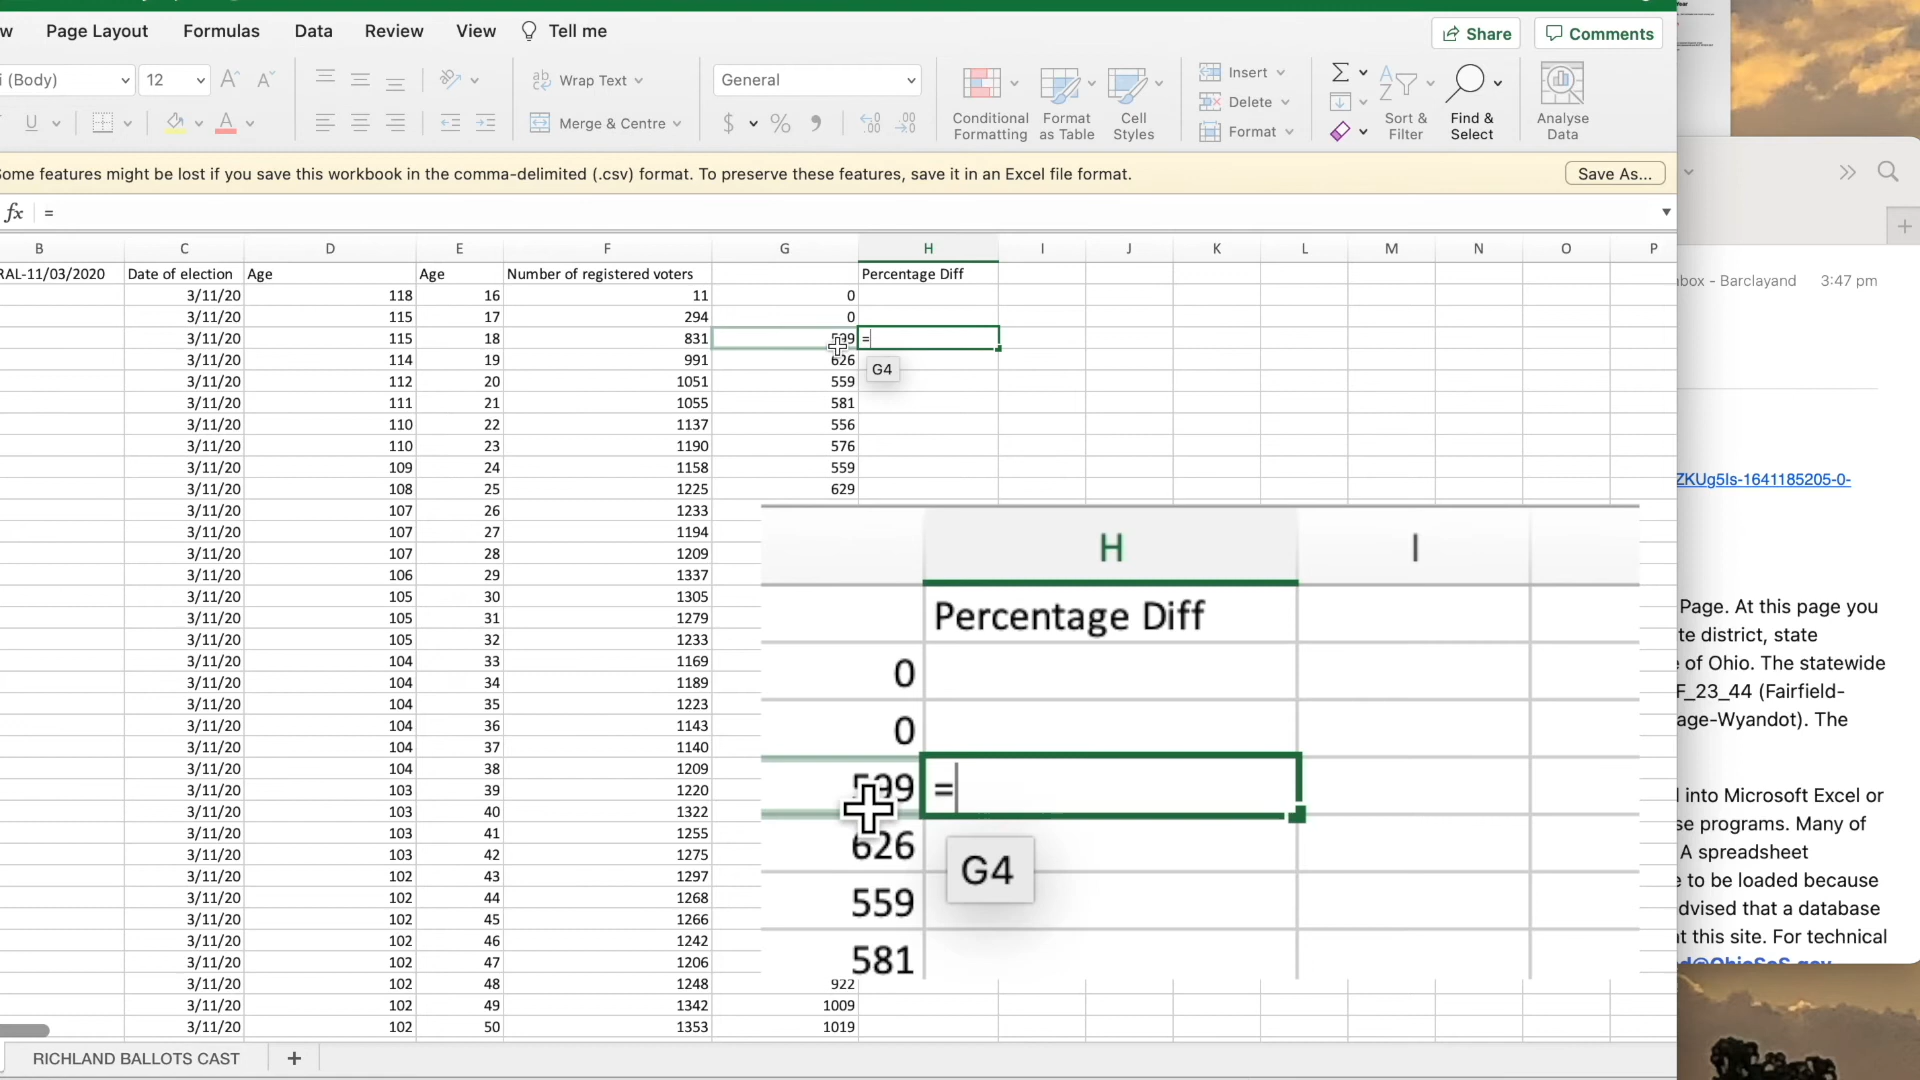 w Page Layout Formulas Data Review View Tell me Share Comments
(Body) 12 Wrap Text General Insert
Delete
Conditional Formatting Format as Table Cell Styles Format Sort & Filter Find & Select Analyse Data
U A Merge & Centre $ % ,
ome features might be lost if you save this workbook in the comma-delimited (.csv) format. To preserve these features, save it in an Excel file format. Save As...
fx =
B C D E F G H I J K L M N O P
RAL-11/03/2020 Date of election Age Age Number of registered voters Percentage Diff
3/11/20 118 16 11 0
3/11/20 115 17 294 0
3/11/20 115 18 831 599 =
3/11/20 114 19 991 626
G4
3/11/20 112 20 1051 559
3/11/20 111 21 1055 581
3/11/20 110 22 1137 556
3/11/20 110 23 1190 576
3/11/20 109 24 1158 559
3/11/20 108 25 1225 629
3/11/20 107 26 1233
3/11/20 107 27 1194
3/11/20 107 28 1209
3/11/20 106 29 1337
3/11/20 105 30 1305
3/11/20 105 31 1279
3/11/20 105 32 1233
3/11/20 104 33 1169
3/11/20 104 34 1189
3/11/20 104 35 1223
3/11/20 104 36 1143
3/11/20 104 37 1140
3/11/20 104 38 1209
3/11/20 103 39 1220
3/11/20 103 40 1322
3/11/20 103 41 1255
3/11/20 103 42 1275
3/11/20 102 43 1297
3/11/20 102 44 1268
3/11/20 102 45 1266
3/11/20 102 46 1242
3/11/20 102 47 1206
3/11/20 102 48 1248 922
3/11/20 102 49 1342 1009
3/11/20 102 50 1353 1019
H I
Percentage Diff
0
0
599 =
626
G4
559
581
RICHLAND BALLOTS CAST +
box - Barclayand 3:47 pm
ZKUg5Is-1641185205-0-
Page. At this page you
te district, state
of Ohio. The statewide
F_23_44 (Fairfield-
age-Wyandot). The
into Microsoft Excel or
se programs. Many of
A spreadsheet
to be loaded because
dvised that a database
t this site. For technical
d@OhioSoS.gov